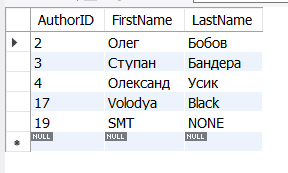 AuthorID FirstName LastName
2 Олег Бобов
3 Ступан Бандера
4 Олександ Усик
17 Volodya Black
19 SMT NONE
NULL NULL NULL